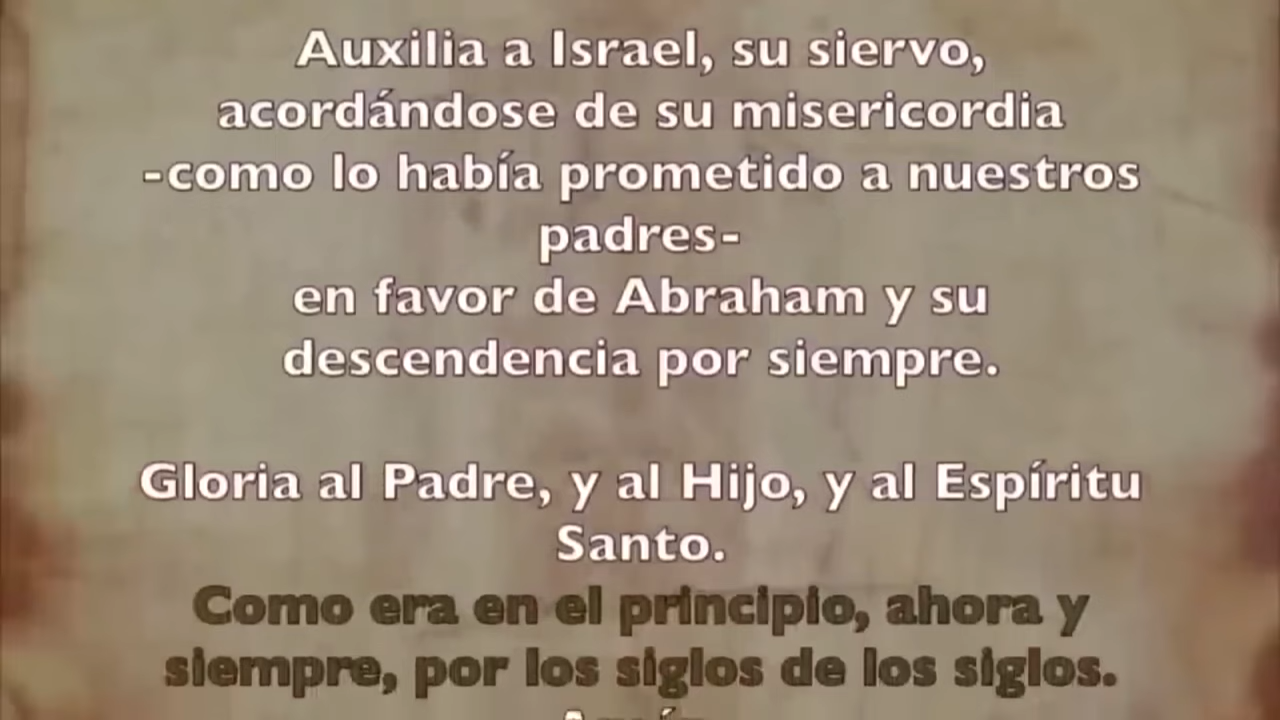 Auxilia a Israel, su siervo,
acordándose de su misericordia
-como lo había prometido a nuestros
padres-
en favor de Abraham y su
descendencia por siempre.
Gloria al Padre, y al Hijo, y al Espíritu
Santo.
Como era en el principio, ahora y
siempre, por los siglos de los siglos.